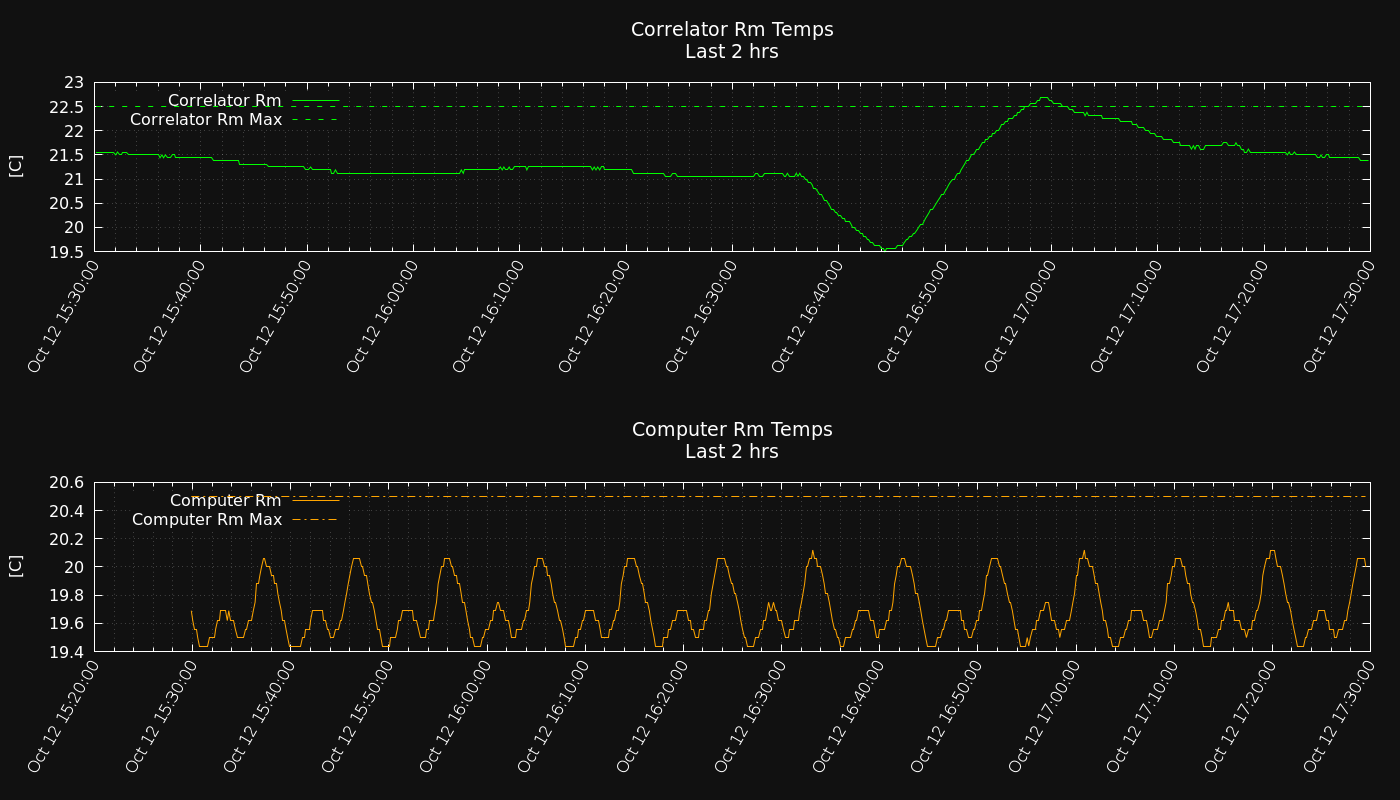 Correlator Rm Temps
Last 2 hrs
23
22.5
22
21.5
21
20.5
20
19.5
[C]
Correlator Rm
Correlator Rm Max
Oct 12 15:30:00
Oct 12 15:40:00
Oct 12 15:50:00
Oct 12 16:00:00
Oct 12 16:10:00
Oct 12 16:20:00
Oct 12 16:30:00
Oct 12 16:40:00
Oct 12 16:50:00
Oct 12 17:00:00
Oct 12 17:10:00
Oct 12 17:20:00
Oct 12 17:30:00
Computer Rm Temps
Last 2 hrs
20.6
20.4
20.2
20
19.8
19.6
19.4
[C]
Computer Rm
Computer Rm Max
Oct 12 15:20:00
Oct 12 15:30:00
Oct 12 15:40:00
Oct 12 15:50:00
Oct 12 16:00:00
Oct 12 16:10:00
Oct 12 16:20:00
Oct 12 16:30:00
Oct 12 16:40:00
Oct 12 16:50:00
Oct 12 17:00:00
Oct 12 17:10:00
Oct 12 17:20:00
Oct 12 17:30:00